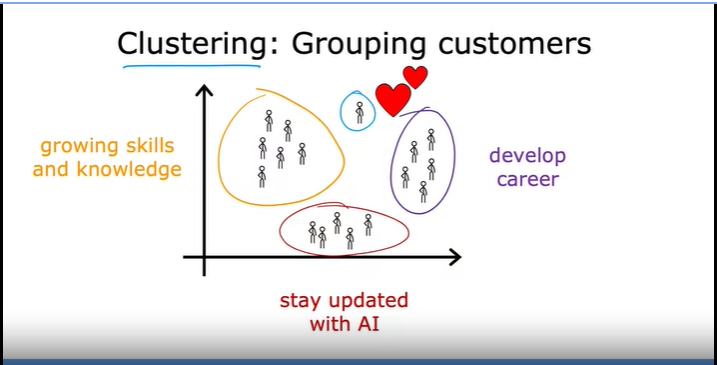 Clustering: Grouping customers
growing skills
and knowledge
develop
career
stay updated
with AI